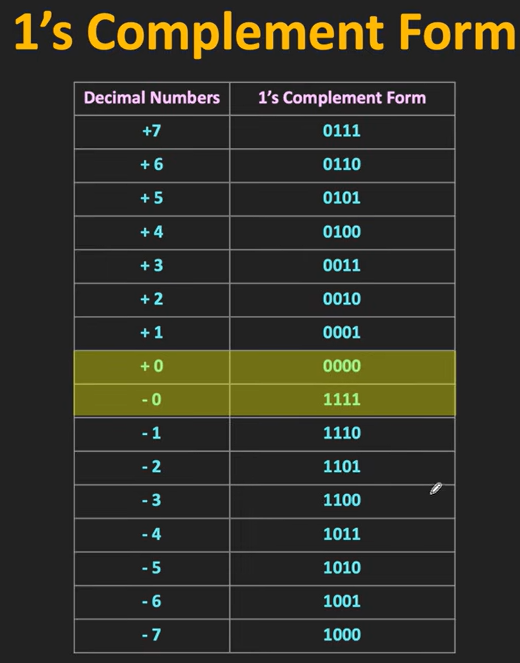 1’s Complement Form
Decimal Numbers 1’s Complement Form
+7 0111
+ 6 0110
+ 5 0101
+ 4 0100
+ 3 0011
+ 2 0010
+ 1 0001
+ 0 0000
- 0 1111
- 1 1110
- 2 1101
- 3 1100
- 4 1011
- 5 1010
- 6 1001
- 7 1000